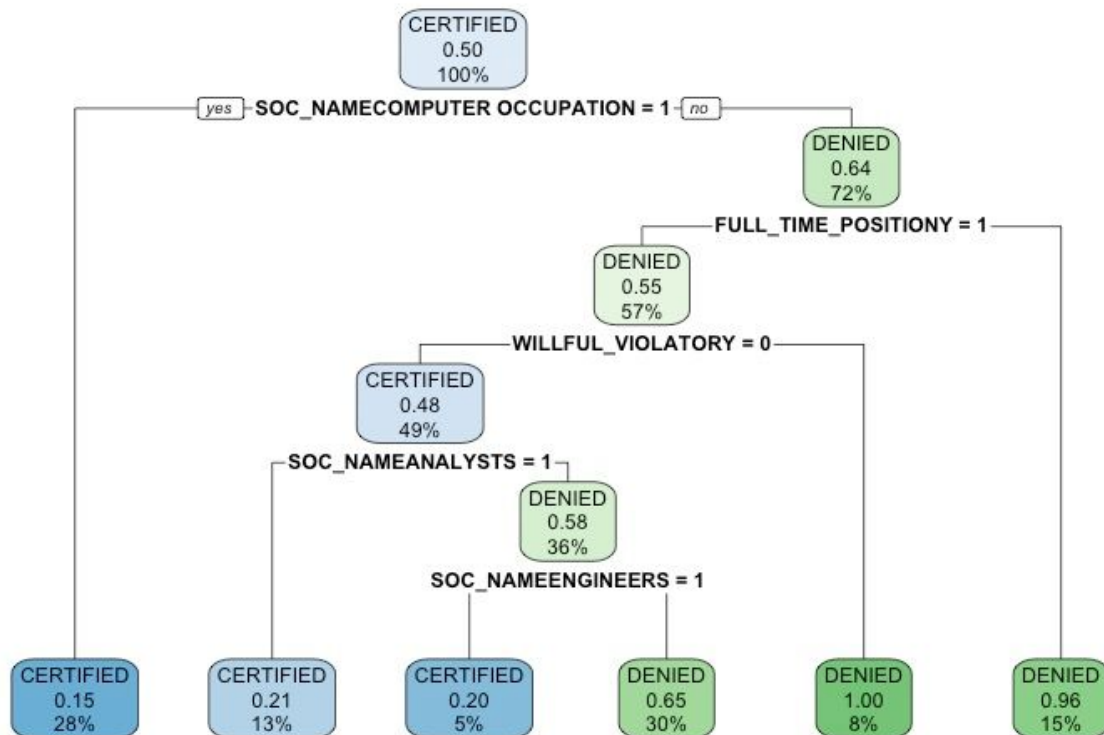 CERTIFIED
0.50
100%
yes SOC_NAMECOMPUTER OCCUPATION = 1 no
DENIED
0.64
72%
FULL_TIME_POSITIONY = 1
DENIED
0.55
57%
WILLFUL_VIOLATORY = 0
CERTIFIED
0.48
49%
SOC_NAMEANALYSTS = 1
DENIED
0.58
36%
SOC_NAMEENGINEERS = 1
CERTIFIED
0.15
28%
CERTIFIED
0.21
13%
CERTIFIED
0.20
5%
DENIED
0.65
30%
DENIED
1.00
8%
DENIED
0.96
15%